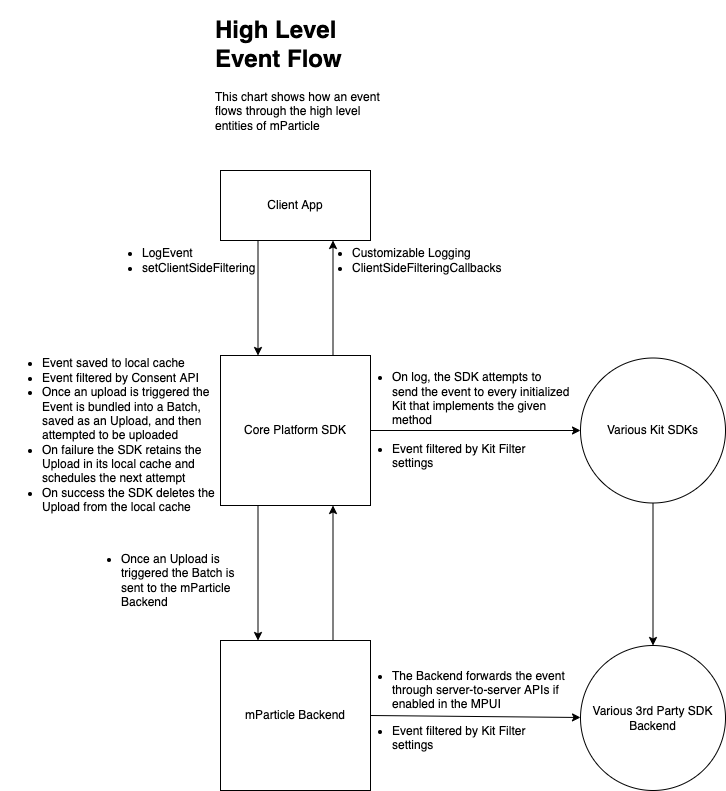 High Level
Event Flow
This chart shows how an event
flows through the high level
entities of mParticle
Client App
• LogEvent
• setClientSideFiltering
• Customizable Logging
• ClientSideFilteringCallbacks
• Event saved to local cache
• Event filtered by Consent API
• Once an upload is triggered the
Event is bundled into a Batch,
saved as an Upload, and then
attempted to be uploaded
• On failure the SDK retains the
Upload in its local cache and
schedules the next attempt
• On success the SDK deletes the
Upload from the local cache
Core Platform SDK
• On log, the SDK attempts to
send the event to every initialized
Kit that implements the given
method
• Event filtered by Kit Filter
settings
Various Kit SDKs
• Once an Upload is
triggered the Batch is
sent to the mParticle
Backend
mParticle Backend
• The Backend forwards the event
through server-to-server APIs if
enabled in the MPUI
• Event filtered by Kit Filter
settings
Various 3rd Party SDK
Backend